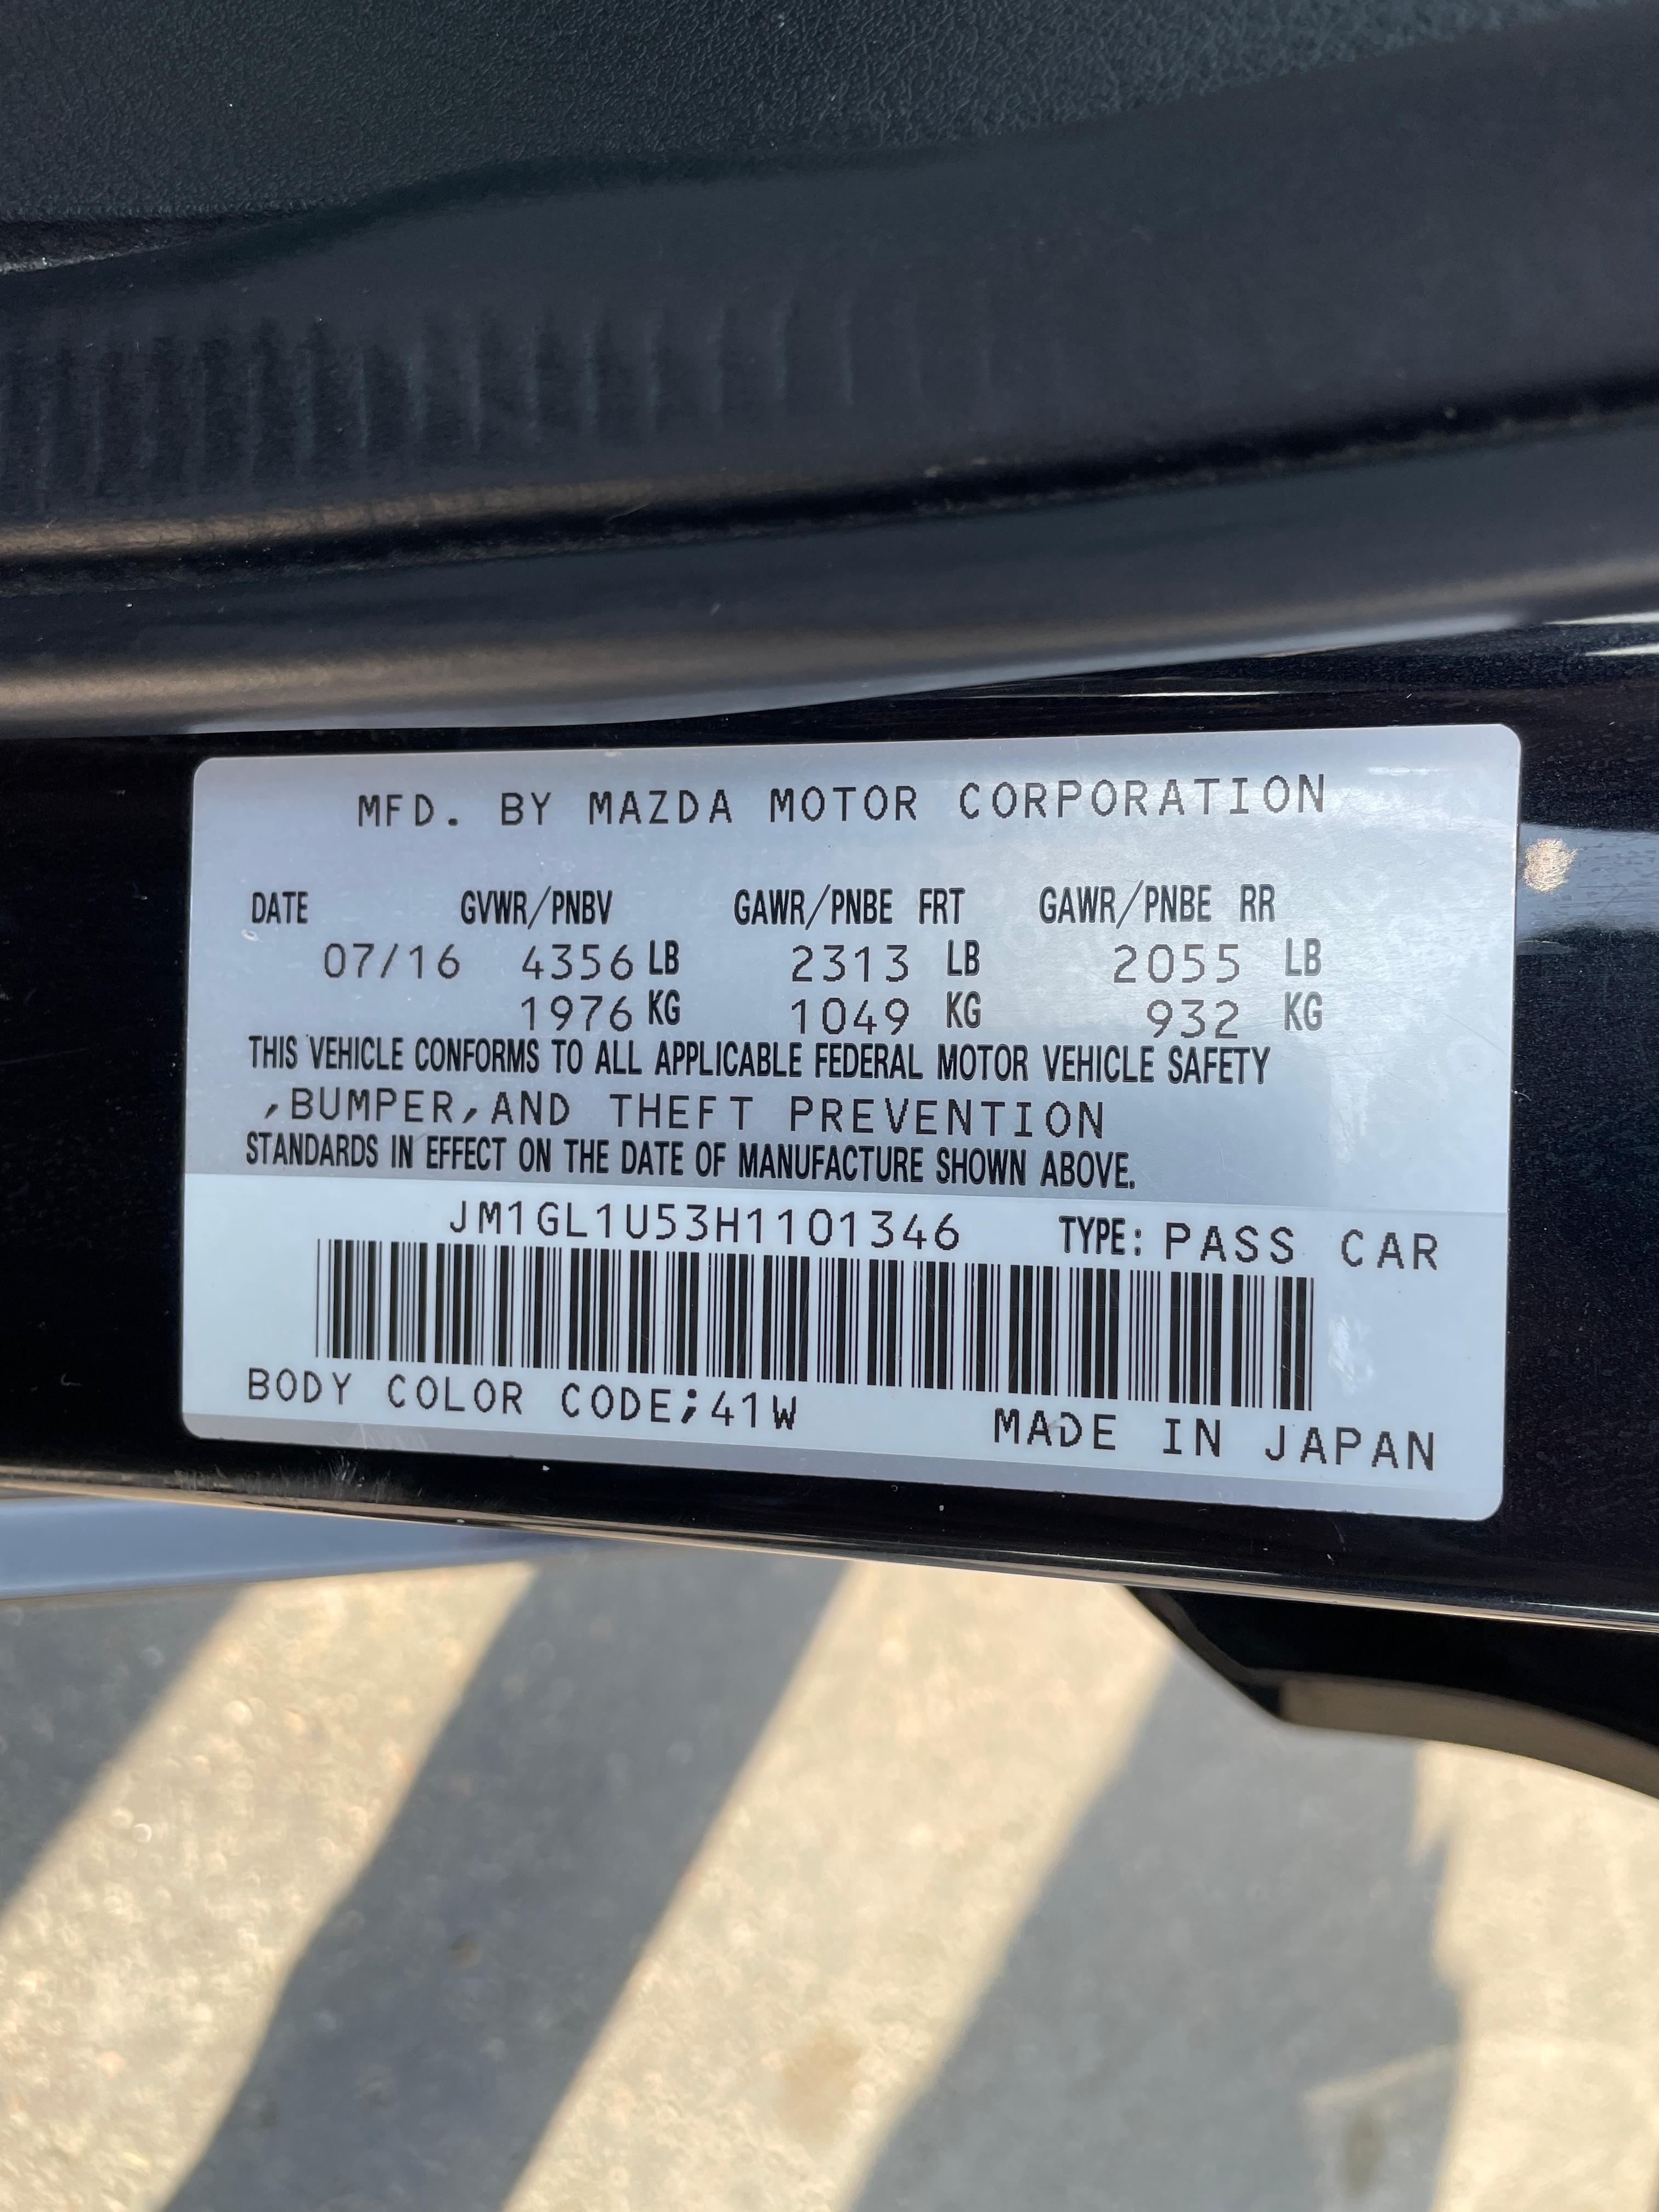 MFD. BY MAZDA MOTOR CORPORATION
DATE GVWR/PNBV GAWR/PNBE FRT GAWR/PNBE RR
07/16 4356 LB 2313 LB 2055 LB
1976 KG 1049 KG 932 KG
THIS VEHICLE CONFORMS TO ALL APPLICABLE FEDERAL MOTOR VEHICLE SAFETY
,BUMPER,AND THEFT PREVENTION
STANDARDS IN EFFECT ON THE DATE OF MANUFACTURE SHOWN ABOVE.
JM1GL1U53H1101346 TYPE: PASS CAR
BODY COLOR CODE;41W MADE IN JAPAN